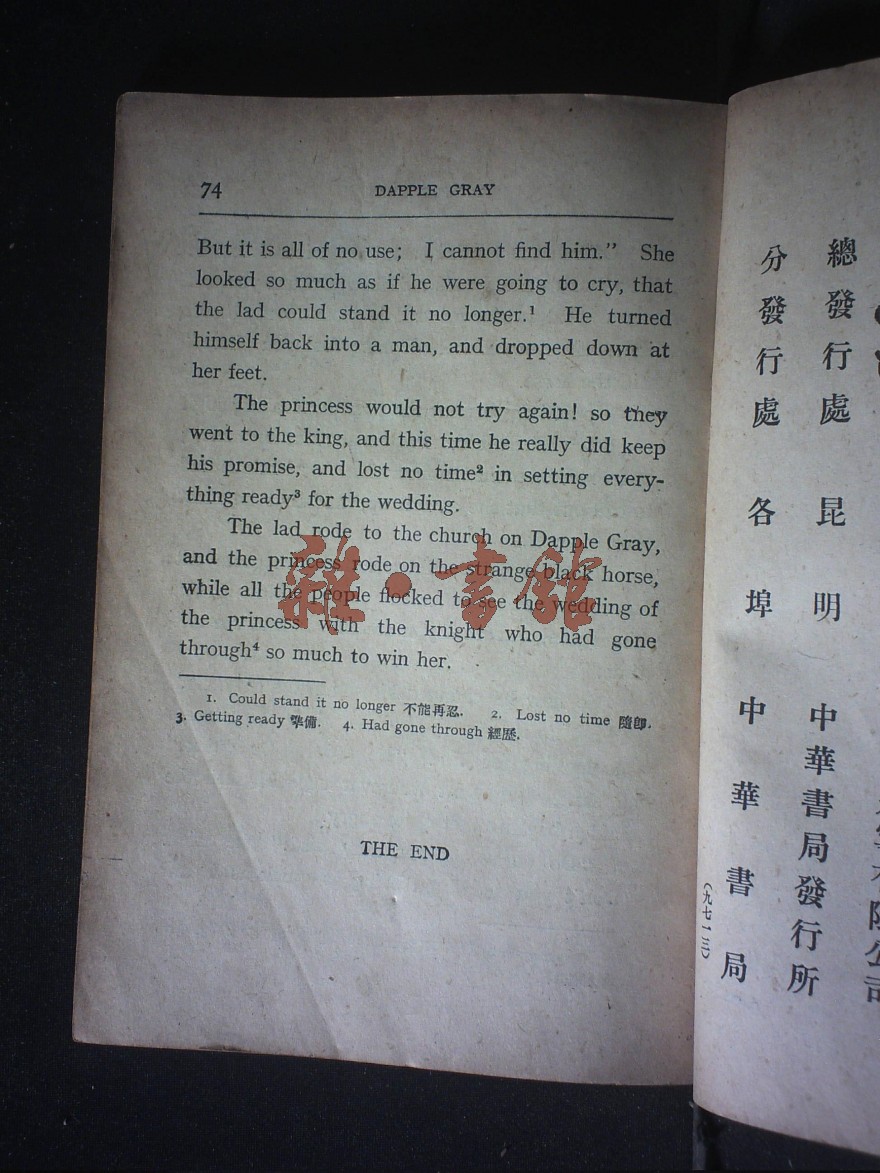 74
DAPPLE GRAY
But it is all of no use; I cannot find him.” She
looked so much as if he were going to cry, that
the lad could stand it no longer.¹ He turned
himself back into a man, and dropped down at
her feet.
The princess would not try again! so they
went to the king, and this time he really did keep
his promise, and lost no time² in setting every-
thing ready³ for the wedding.
The lad rode to the church on Dapple Gray,
and the princess rode on the strange black horse,
while all the people flocked to see the wedding of
the princess with the knight who had gone
through⁴ so much to win her.
1. Could stand it no longer 不能再忍. 2. Lost no time 隨即.
3. Getting ready 準備. 4. Had gone through 經歷.
THE END
雜·書館
總發行處 昆明 中華書局發行所
分發行處 各埠 中華書局
(九七一三)